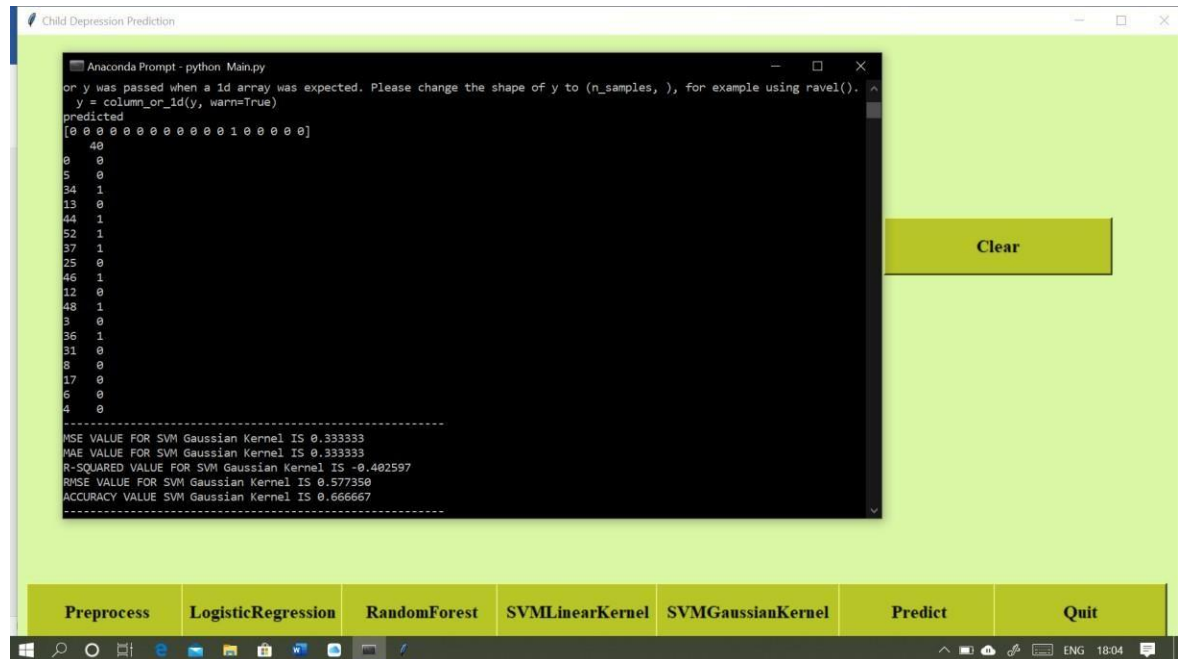 Child Depression Prediction
Anaconda Prompt - python Main.py
or y was passed when a 1d array was expected. Please change the shape of y to (n_samples, ), for example using ravel().
y = column_or_1d(y, warn=True)
predicted
[0 0 0 0 0 0 0 0 0 0 0 0 1 0 0 0 0 0]
40
0 0
5 0
34 1
13 0
44 1
52 1
37 1
25 0
46 1
12 0
48 1
3 0
36 1
31 0
8 0
17 0
6 0
4 0
---------------------------------------------------------
MSE VALUE FOR SVM Gaussian Kernel IS 0.333333
MAE VALUE FOR SVM Gaussian Kernel IS 0.333333
R-SQUARED VALUE FOR SVM Gaussian Kernel IS -0.402597
RMSE VALUE FOR SVM Gaussian Kernel IS 0.577350
ACCURACY VALUE SVM Gaussian Kernel IS 0.666667
---------------------------------------------------------
Clear
Preprocess LogisticRegression RandomForest SVMLinearKernel SVMGaussianKernel Predict Quit
ENG 18:04